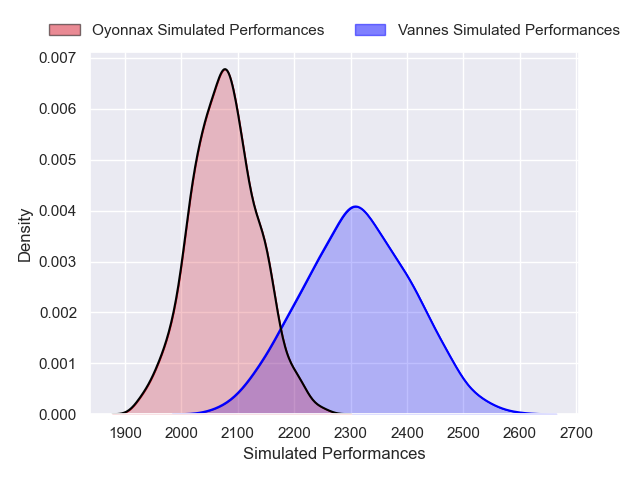 Oyonnax Simulated Performances Vannes Simulated Performances
0.007
0.006
0.005
0.004
0.003
0.002
0.001
0.000
Density
1900 2000 2100 2200 2300 2400 2500 2600 2700
Simulated Performances